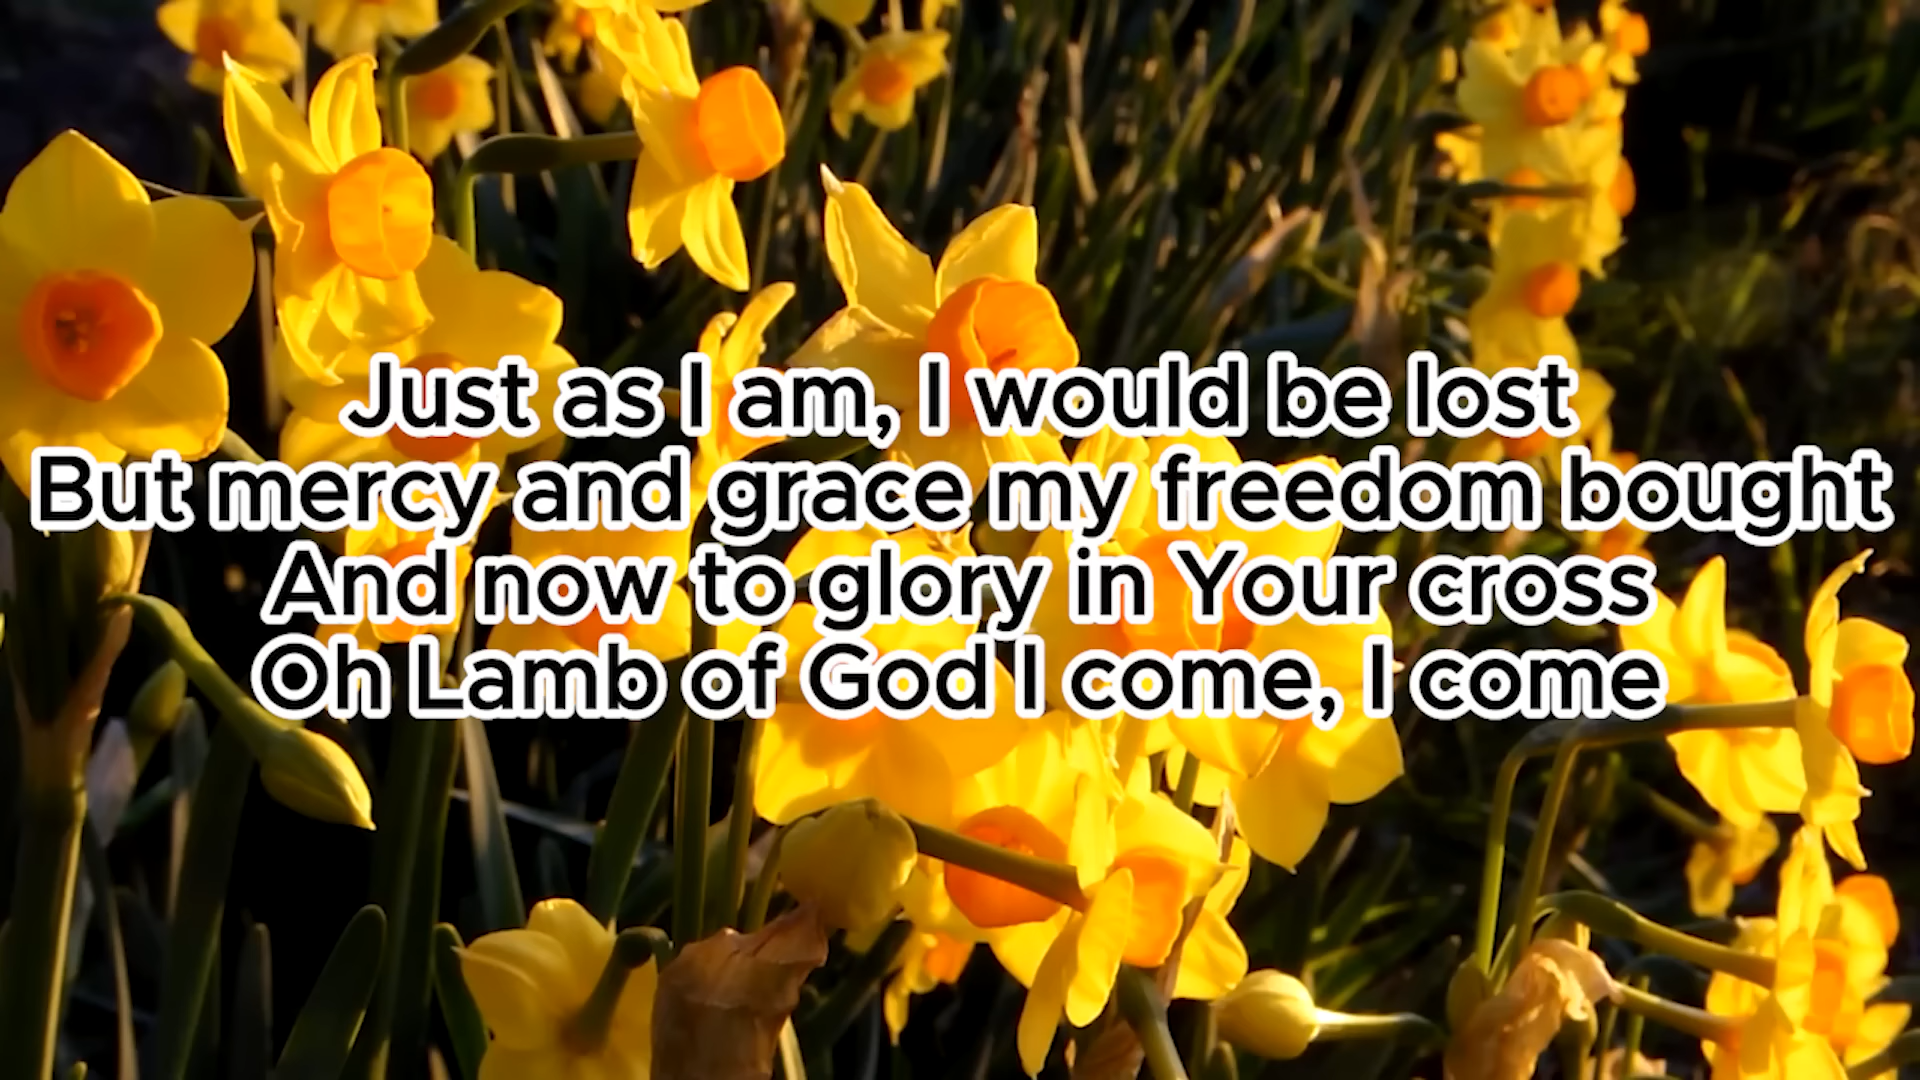 Just as I am, I would be lost
But mercy and grace my freedom bought
And now to glory in Your cross
Oh Lamb of God I come, I come